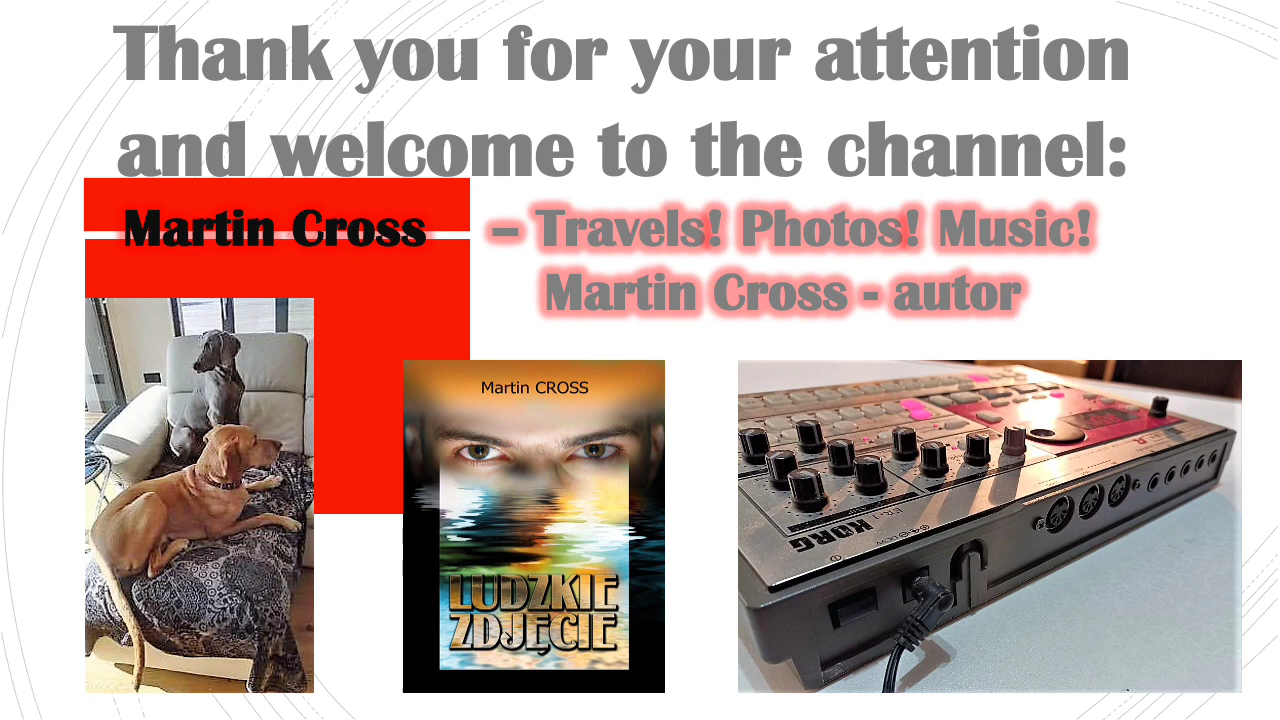 Thank you for your attention
and welcome to the channel:
Martin Cross – Travels! Photos! Music!
Martin Cross - autor
Martin CROSS
LUDZKIE
ZDJĘCIE
KORG